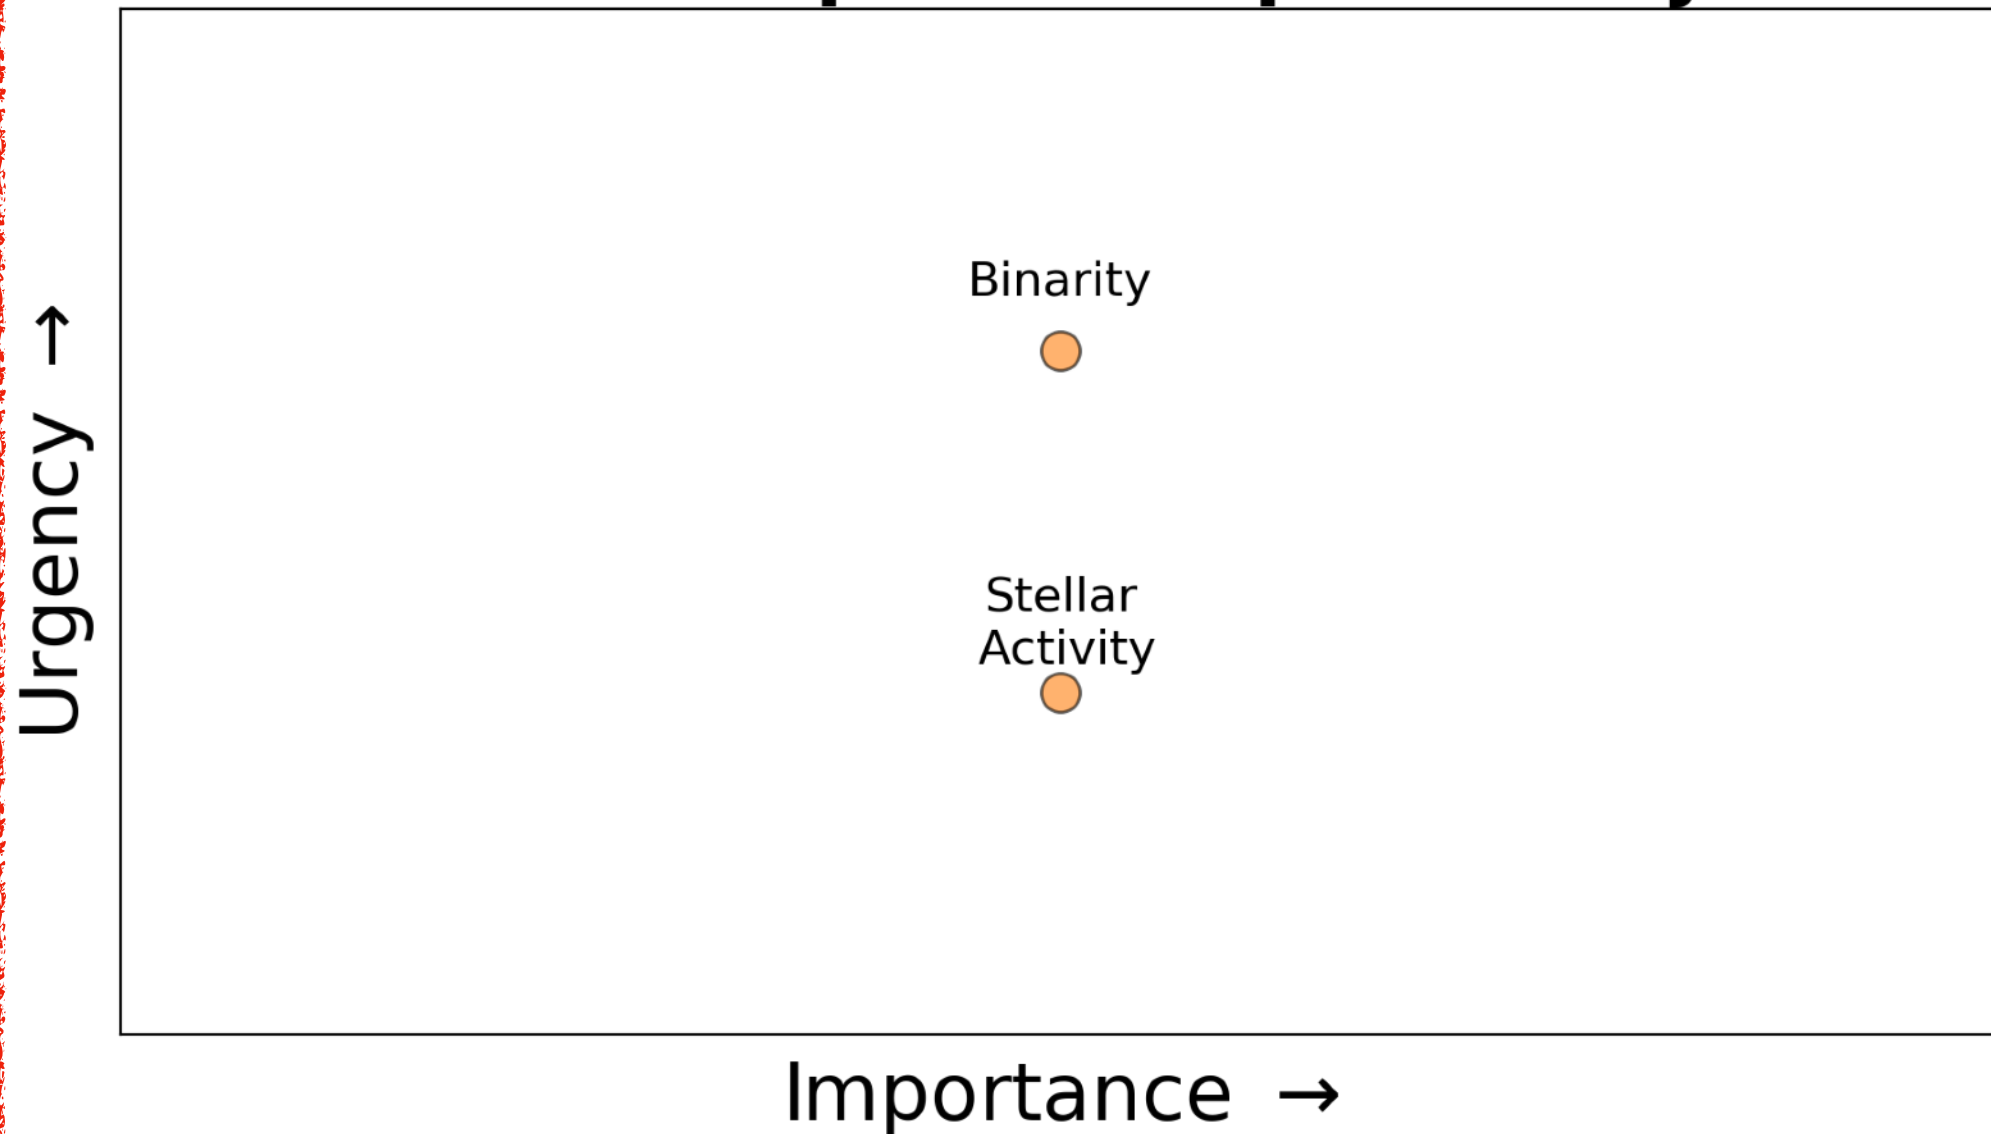 Binarity
Stellar
Activity
Urgency →
Importance →